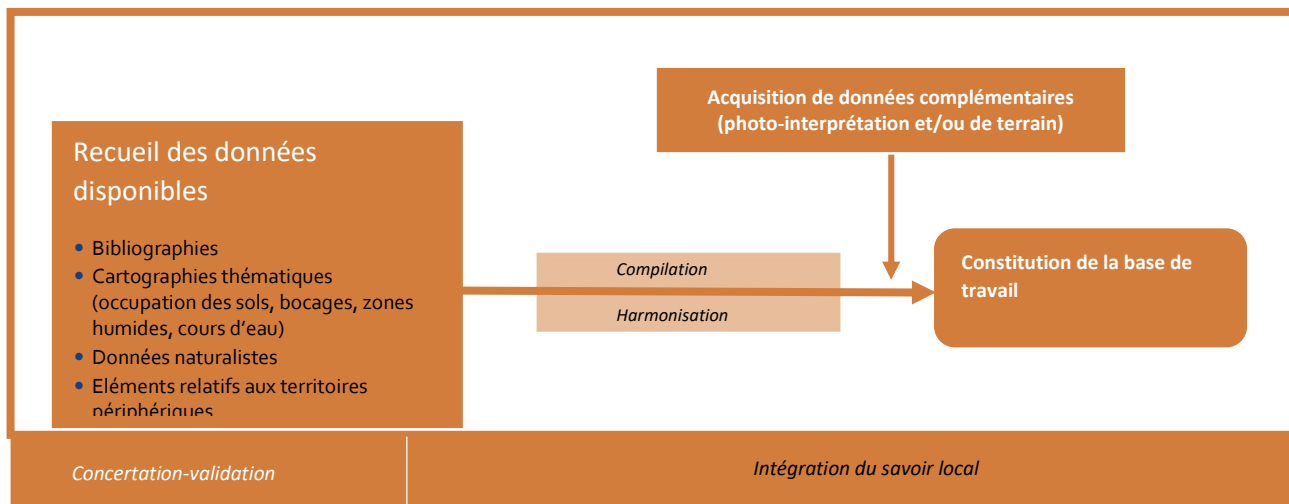 Acquisition de données complémentaires
(photo-interprétation et/ou de terrain)
Recueil des données
disponibles
• Bibliographies
• Cartographies thématiques
(occupation des sols, bocages, zones
humides, cours d’eau)
• Données naturalistes
• Eléments relatifs aux territoires
périphériques
Compilation
Harmonisation
Constitution de la base de
travail
Concertation-validation
Intégration du savoir local